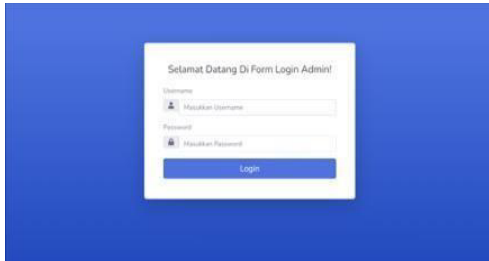 Selamat Datang Di Form Login Admin!
Username
Masukkan Username
Password
Masukkan Password
Login